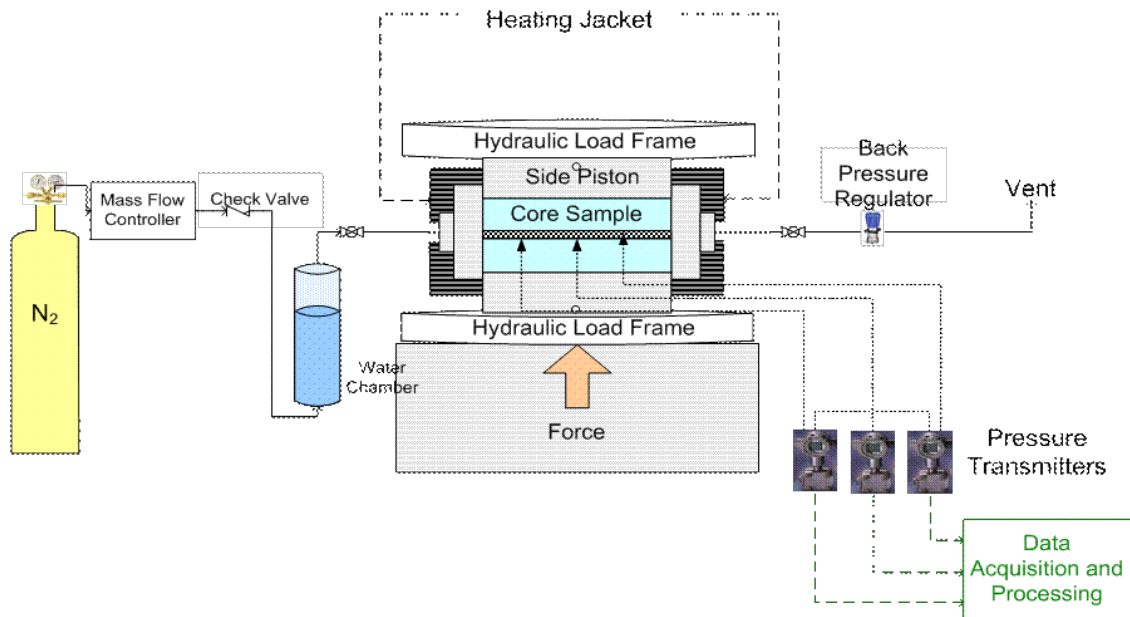 Heating Jacket
Hydraulic Load Frame
Side Piston
Core Sample
Back
Pressure
Regulator
Vent
Mass Flow
Controller
Check Valve
N2
Hydraulic Load Frame
Water
Chamber
Force
Pressure
Transmitters
Data
Acquisition and
Processing